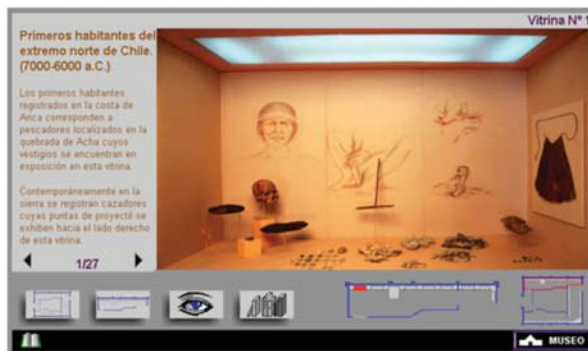 Vitrina N° 1
Primeros habitantes del
extremo norte de Chile.
(7000-6000 a.C.)
Los primeros habitantes
registrados en la costa de
Arica corresponden a
pescadores localizados en la
quebrada de Acha cuyos
vestigios se encuentran en
exposición en esta vitrina.
Contemporáneamente en la
sierra se registran cazadores
cuyas puntas de proyectil se
exhiben hacia el lado derecho
de esta vitrina.
1/27
MUSEO